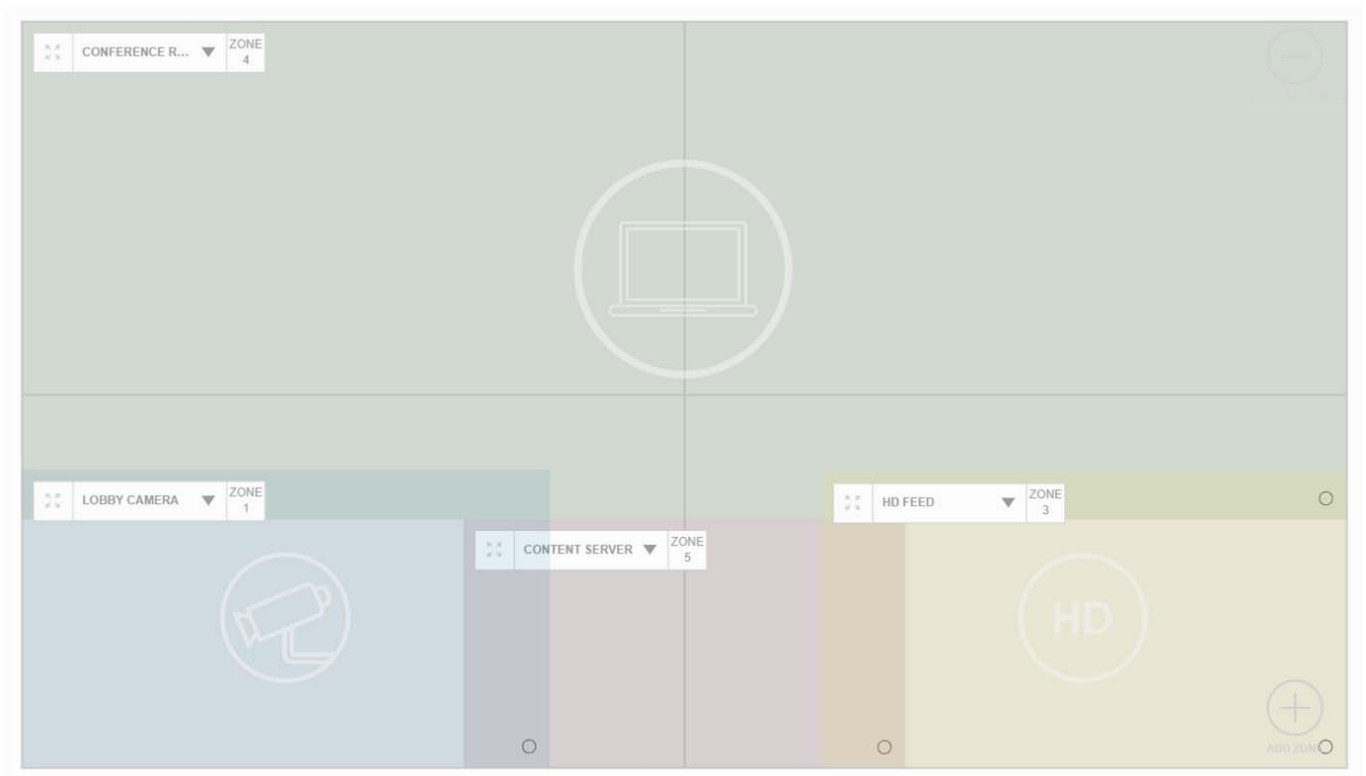 CONFERENCE R... ZONE
4
LOBBY CAMERA ZONE
1
HD FEED ZONE
3
CONTENT SERVER ZONE
5
HD
ADD ZONE